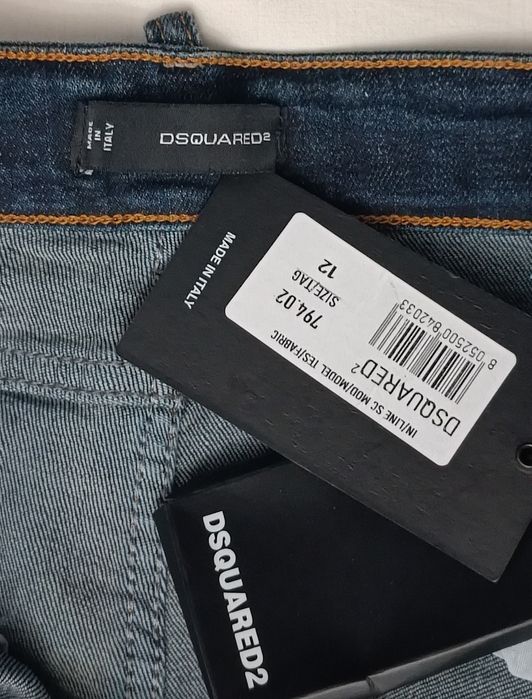 MADE
IN
ITALY
DSQUARED2
MADE IN ITALY
DSQUARED2
8 052500 842033
IN/LINE SC MOD/MODEL TES/FABRIC
794.02
SIZE/TAG
12
DSQUARED2